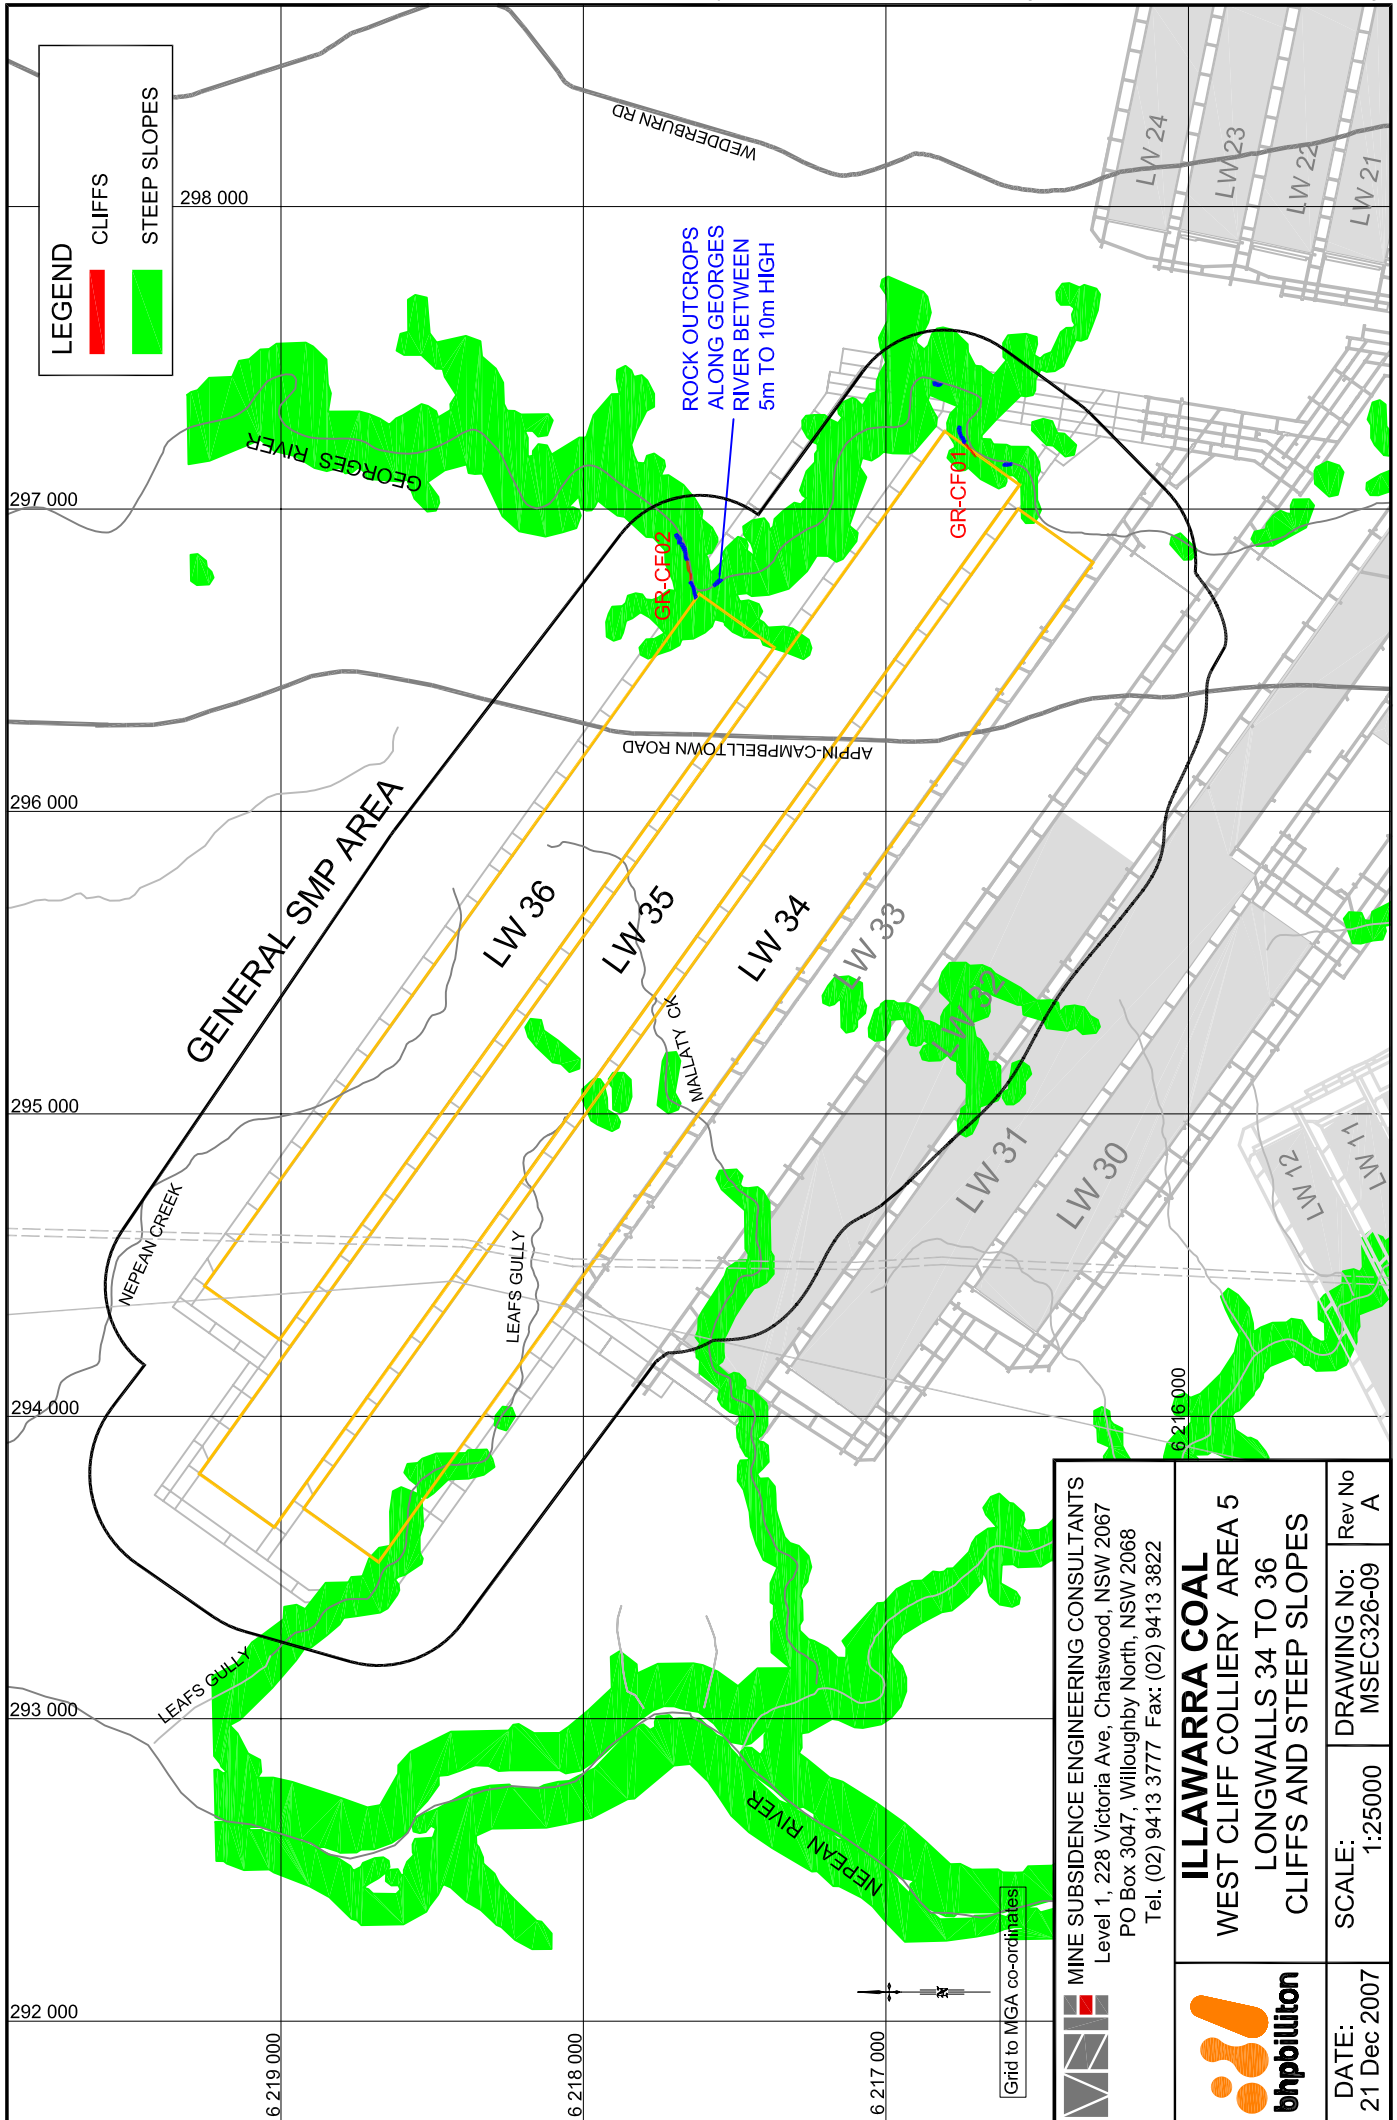 LEGEND
CLIFFS
STEEP SLOPES
298 000
297 000
296 000
295 000
294 000
293 000
292 000
6 219 000
6 218 000
6 217 000
6 216 000
WEDDERBURN RD
LW 24
LW 23
LW 22
LW 21
ROCK OUTCROPS
ALONG GEORGES
RIVER BETWEEN
5m TO 10m HIGH
GEORGES RIVER
GR-CF02
GR-CF01
APPIN-CAMPBELLTOWN ROAD
GENERAL SMP AREA
LW 36
LW 35
LW 34
LW 33
LW 32
LW 31
LW 30
LW 12
LW 11
MALLATY CK
NEPEAN CREEK
LEAFS GULLY
LEAFS GULLY
NEPEAN RIVER
N
Grid to MGA co-ordinates
MINE SUBSIDENCE ENGINEERING CONSULTANTS
Level 1, 228 Victoria Ave, Chatswood, NSW 2067
PO Box 3047, Willoughby North, NSW 2068
Tel. (02) 9413 3777 Fax: (02) 9413 3822
bhpbilliton
ILLAWARRA COAL
WEST CLIFF COLLIERY AREA 5
LONGWALLS 34 TO 36
CLIFFS AND STEEP SLOPES
DATE:
21 Dec 2007
SCALE:
1:25000
DRAWING No:
MSEC326-09
Rev No
A